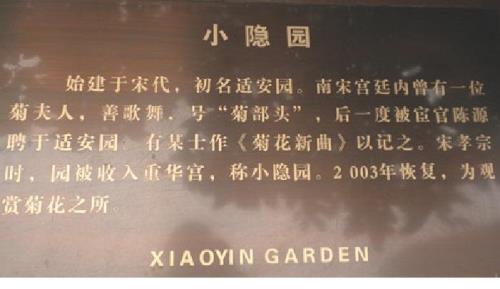 小隐园
始建于宋代，初名适安园。南宋宫廷内曾有一位
菊夫人，善歌舞，号“菊部头”，后一度被宦官陈源
聘于适安园。有某士作《菊花新曲》以记之。宋孝宗
时，园被收入重华宫，称小隐园。2003年恢复，为观
赏菊花之所。
XIAOYIN GARDEN